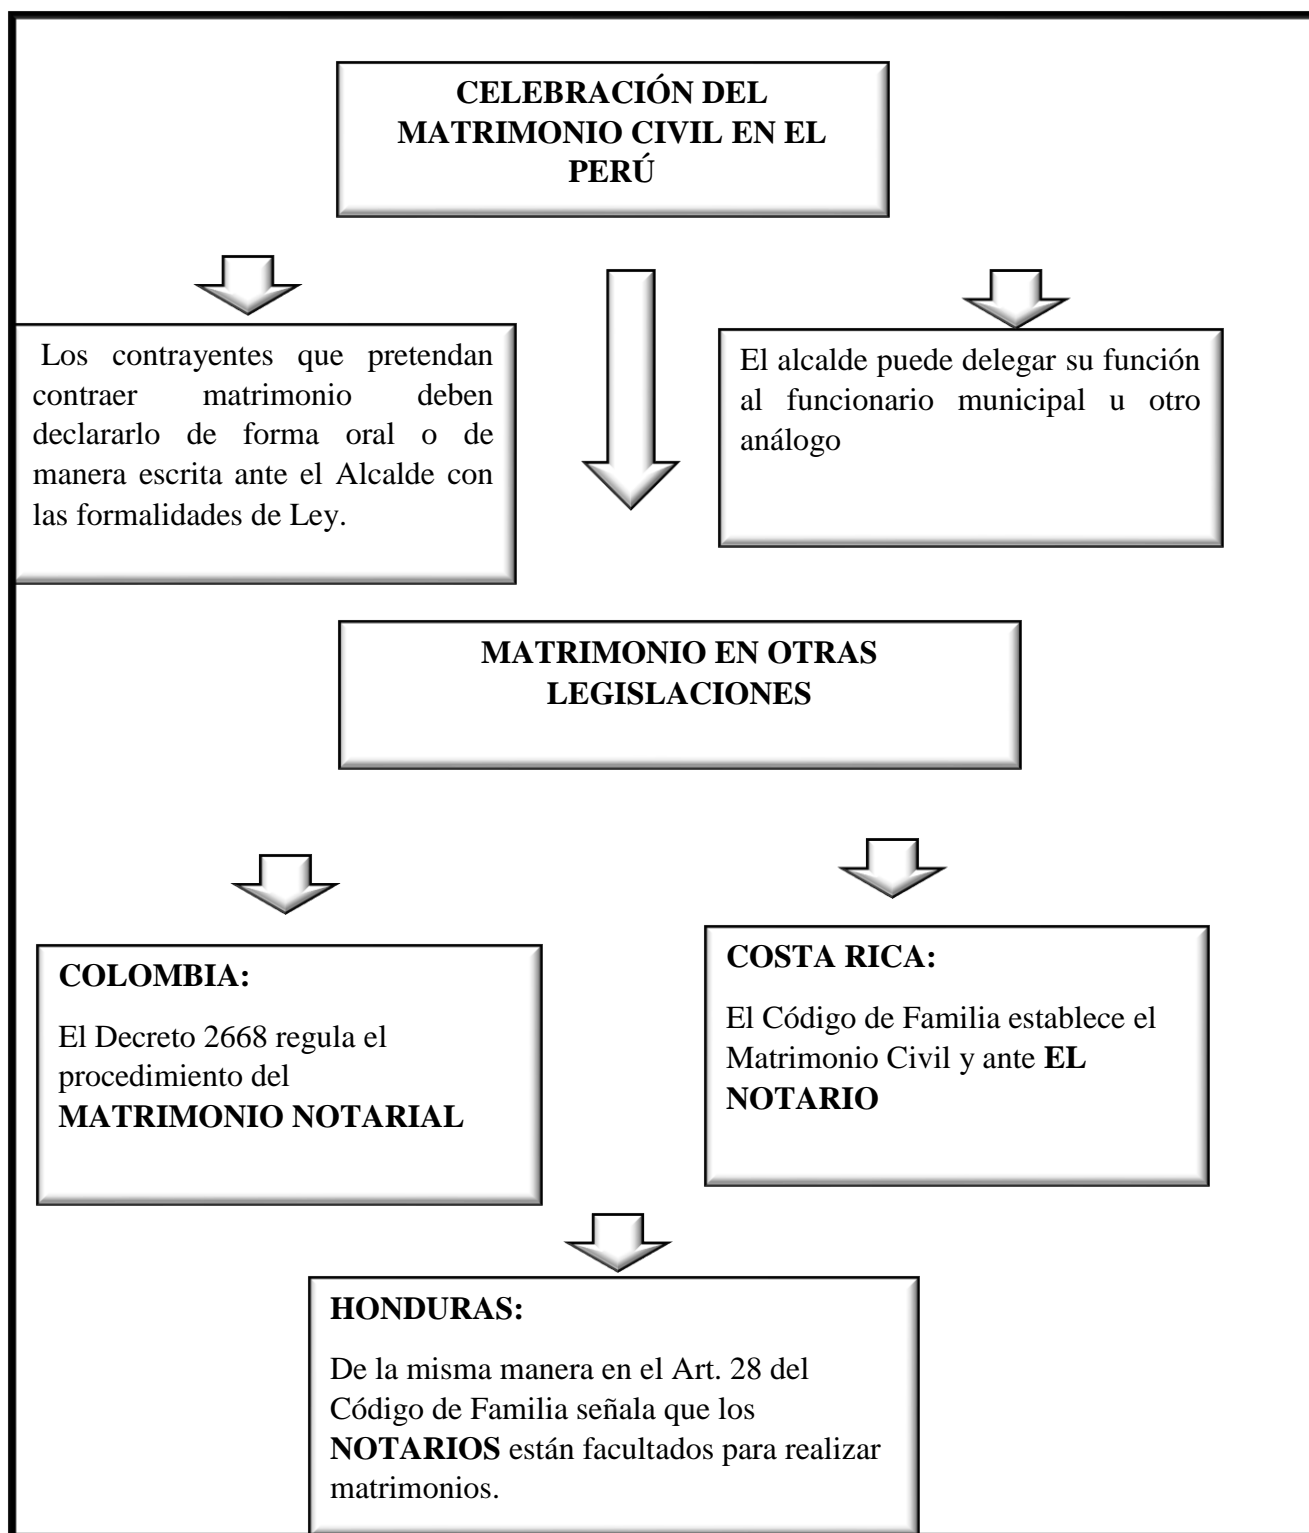 CELEBRACIÓN DEL
MATRIMONIO CIVIL EN EL
PERÚ
Los contrayentes que pretendan
contraer matrimonio deben
declararlo de forma oral o de
manera escrita ante el Alcalde con
las formalidades de Ley.
El alcalde puede delegar su función
al funcionario municipal u otro
análogo
MATRIMONIO EN OTRAS
LEGISLACIONES
COLOMBIA:
El Decreto 2668 regula el
procedimiento del
MATRIMONIO NOTARIAL
COSTA RICA:
El Código de Familia establece el
Matrimonio Civil y ante EL
NOTARIO
HONDURAS:
De la misma manera en el Art. 28 del
Código de Familia señala que los
NOTARIOS están facultados para realizar
matrimonios.